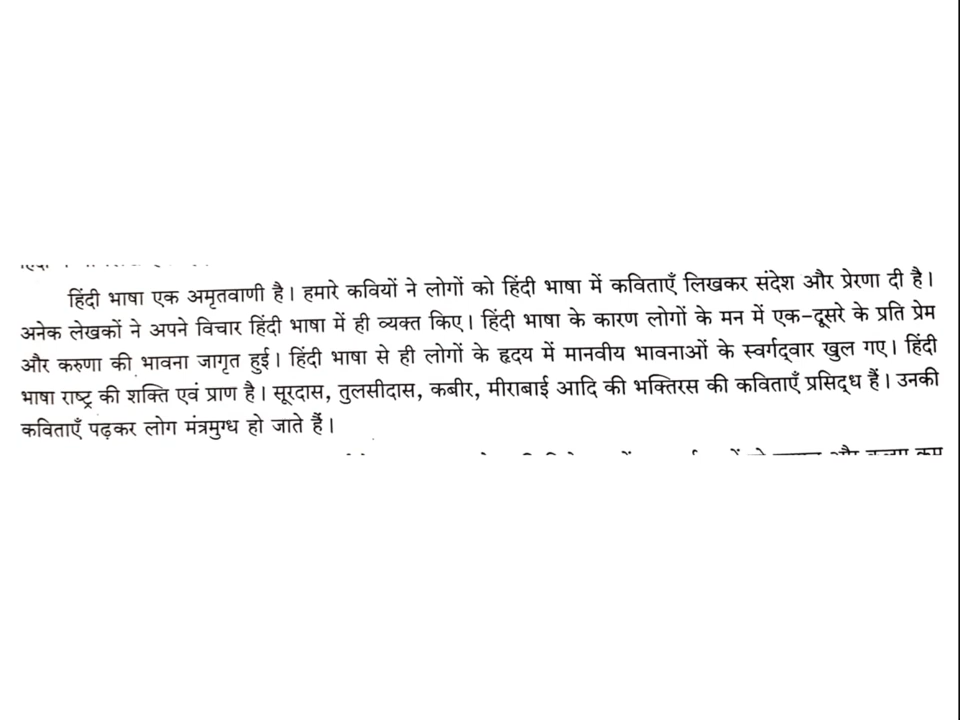 हिंदी भाषा एक अमृतवाणी है। हमारे कवियों ने लोगों को हिंदी भाषा में कविताएँ लिखकर संदेश और प्रेरणा दी है।
अनेक लेखकों ने अपने विचार हिंदी भाषा में ही व्यक्त किए। हिंदी भाषा के कारण लोगों के मन में एक-दूसरे के प्रति प्रेम
और करुणा की भावना जागृत हुई। हिंदी भाषा से ही लोगों के हृदय में मानवीय भावनाओं के स्वर्गद्‌वार खुल गए। हिंदी
भाषा राष्ट्र की शक्ति एवं प्राण है। सूरदास, तुलसीदास, कबीर, मीराबाई आदि की भक्तिरस की कविताएँ प्रसिद्‌ध हैं। उनकी
कविताएँ पढ़कर लोग मंत्रमुग्ध हो जाते हैं।